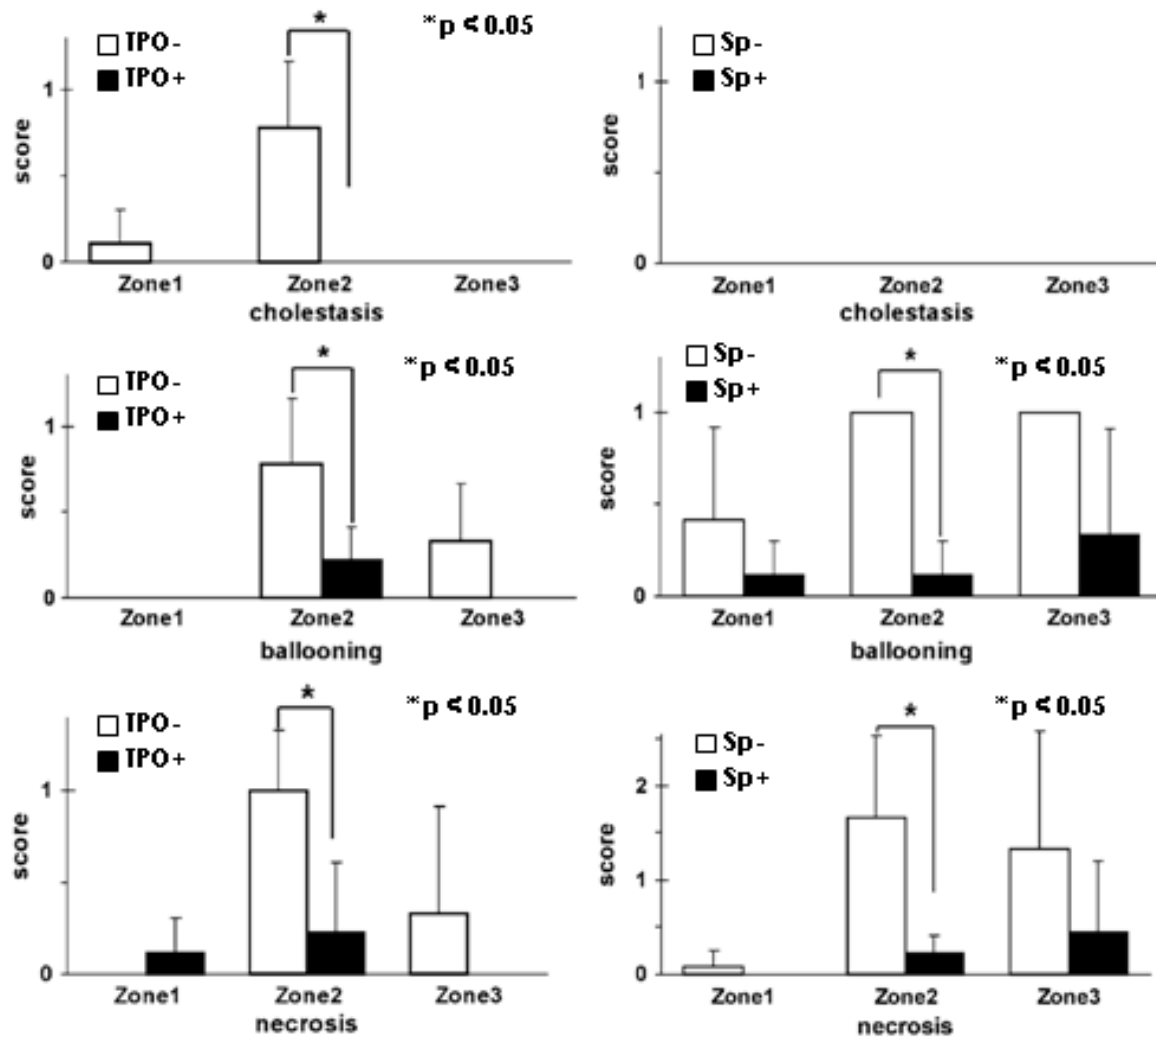 TPO-
TPO+
*
*p < 0.05
1
0
score
Zone1 Zone2 Zone3
cholestasis
Sp-
Sp+
1
0
score
Zone1 Zone2 Zone3
cholestasis
TPO-
TPO+
*
*p < 0.05
1
0
score
Zone1 Zone2 Zone3
ballooning
Sp-
Sp+
*
*p < 0.05
1
0
score
Zone1 Zone2 Zone3
ballooning
TPO-
TPO+
*
*p < 0.05
1
0
score
Zone1 Zone2 Zone3
necrosis
Sp-
Sp+
*
*p < 0.05
2
1
0
score
Zone1 Zone2 Zone3
necrosis